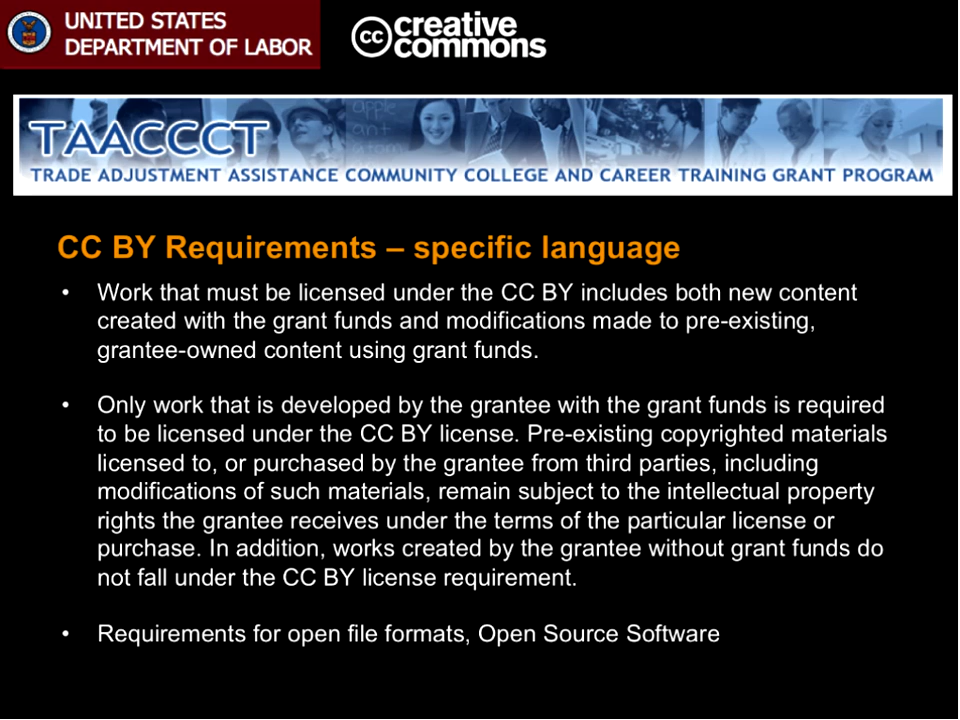 UNITED STATES
DEPARTMENT OF LABOR
cc creative
commons
TAACCCT
TRADE ADJUSTMENT ASSISTANCE COMMUNITY COLLEGE AND CAREER TRAINING GRANT PROGRAM
CC BY Requirements – specific language
• Work that must be licensed under the CC BY includes both new content
created with the grant funds and modifications made to pre-existing,
grantee-owned content using grant funds.
• Only work that is developed by the grantee with the grant funds is required
to be licensed under the CC BY license. Pre-existing copyrighted materials
licensed to, or purchased by the grantee from third parties, including
modifications of such materials, remain subject to the intellectual property
rights the grantee receives under the terms of the particular license or
purchase. In addition, works created by the grantee without grant funds do
not fall under the CC BY license requirement.
• Requirements for open file formats, Open Source Software